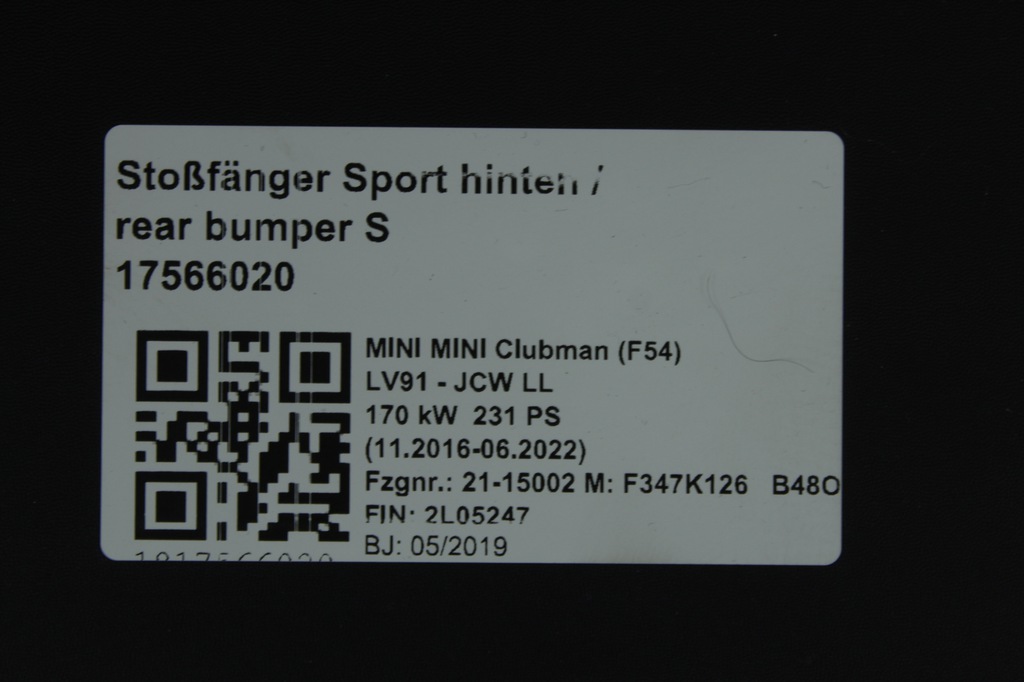 Stoßfänger Sport hinten /
rear bumper S
17566020
MINI MINI Clubman (F54)
LV91 - JCW LL
170 kW 231 PS
(11.2016-06.2022)
Fzgnr.: 21-15002 M: F347K126 B48O
FIN: 2L05247
BJ: 05/2019
1817566020